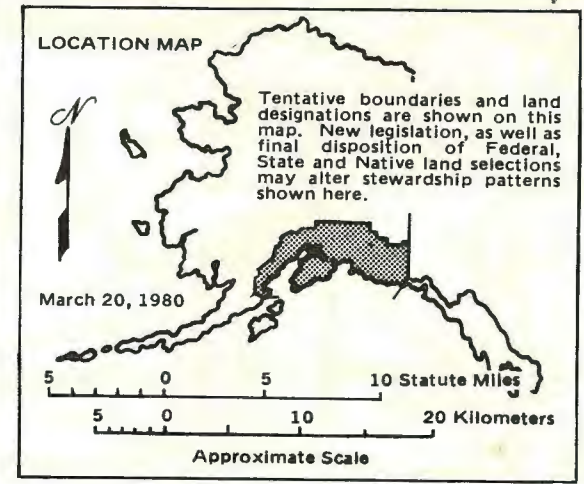 LOCATION MAP
N
Tentative boundaries and land
designations are shown on this
map. New legislation, as well as
final disposition of Federal,
State and Native land selections
may alter stewardship patterns
shown here.
March 20, 1980
5 0 5 10 Statute Miles
5 0 10 20 Kilometers
Approximate Scale